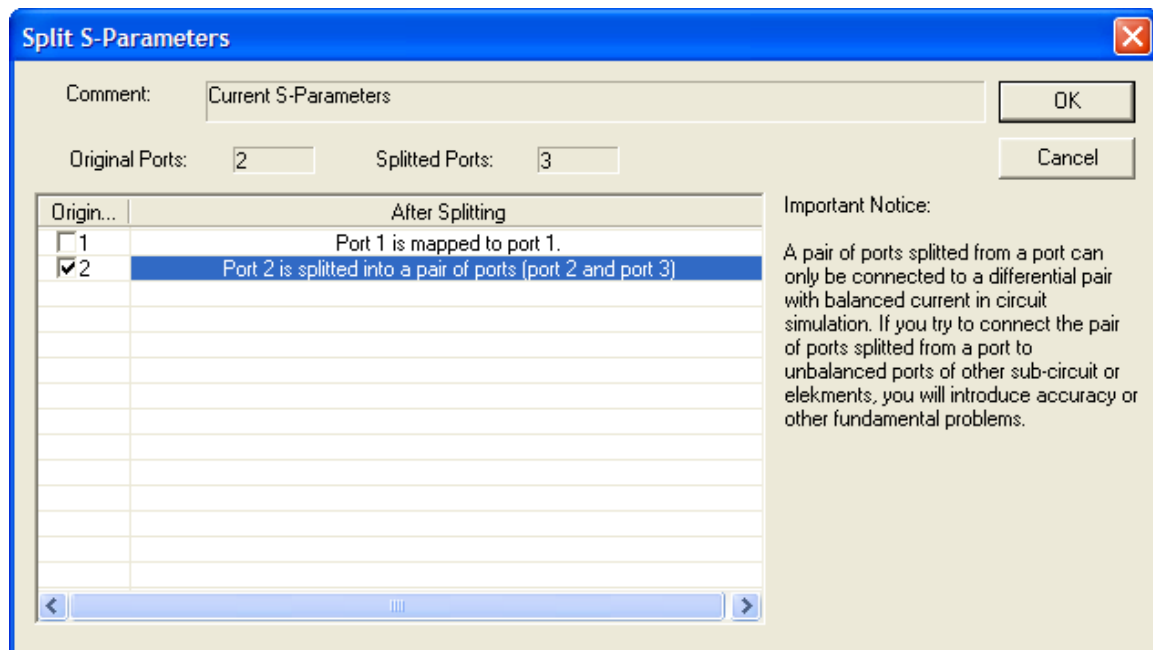 Split S-Parameters
Comment:
Current S-Parameters
OK
Original Ports:
2
Splitted Ports:
3
Cancel
Origin...
After Splitting
1
Port 1 is mapped to port 1.
2
Port 2 is splitted into a pair of ports (port 2 and port 3)
Important Notice:
A pair of ports splitted from a port can
only be connected to a differential pair
with balanced current in circuit
simulation. If you try to connect the pair
of ports splitted from a port to
unbalanced ports of other sub-circuit or
elekments, you will introduce accuracy or
other fundamental problems.